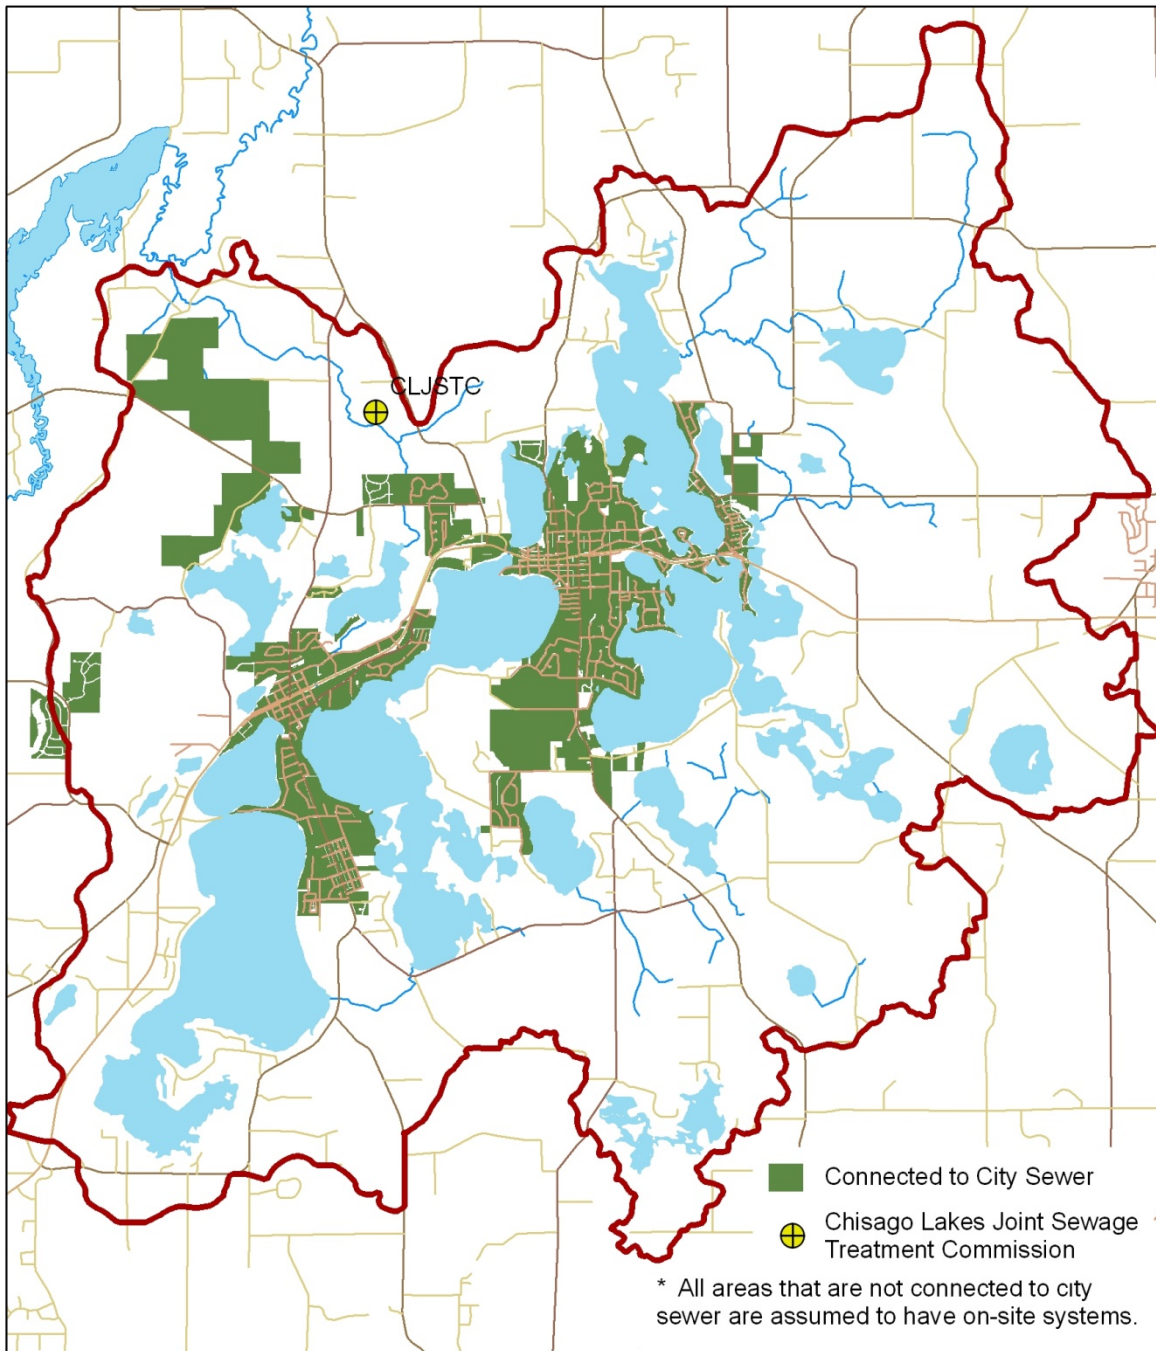 CLJSTC
Connected to City Sewer
Chisago Lakes Joint Sewage
Treatment Commission
* All areas that are not connected to city
sewer are assumed to have on-site systems.